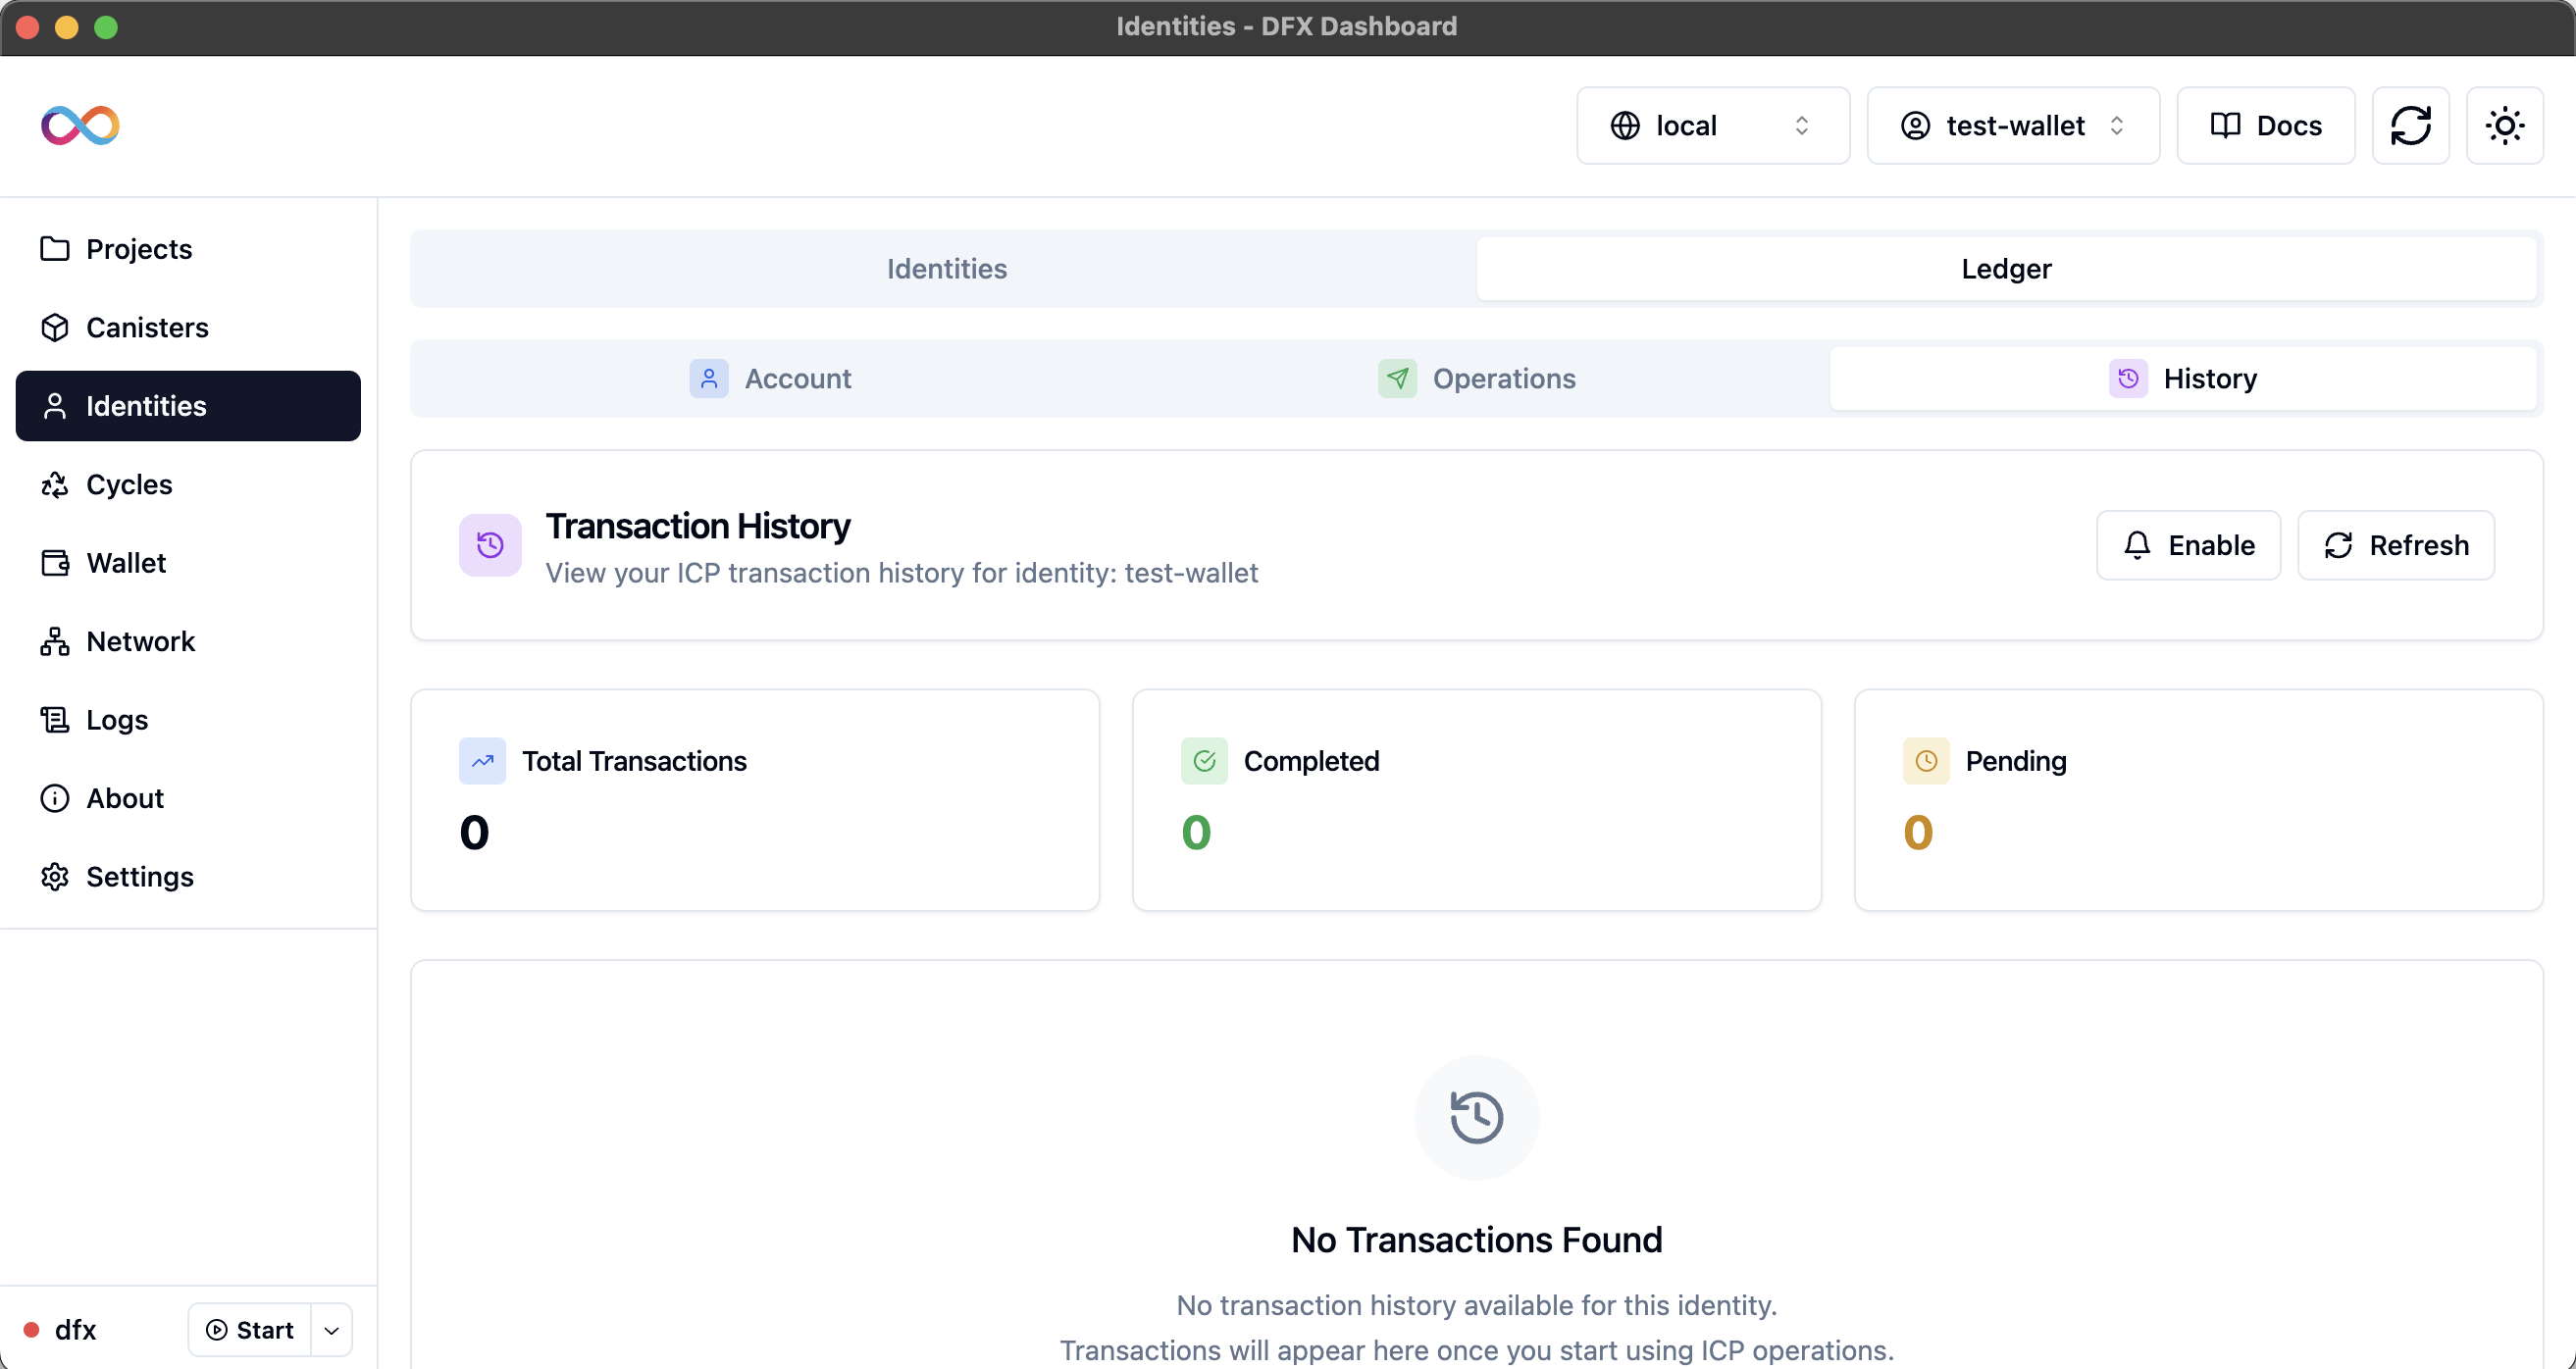 Identities - DFX Dashboard
local
test-wallet
Docs
Projects
Canisters
Identities
Cycles
Wallet
Network
Logs
About
Settings
dfx
Start
Identities
Ledger
Account
Operations
History
Transaction History
View your ICP transaction history for identity: test-wallet
Enable
Refresh
Total Transactions
0
Completed
0
Pending
0
No Transactions Found
No transaction history available for this identity.
Transactions will appear here once you start using ICP operations.